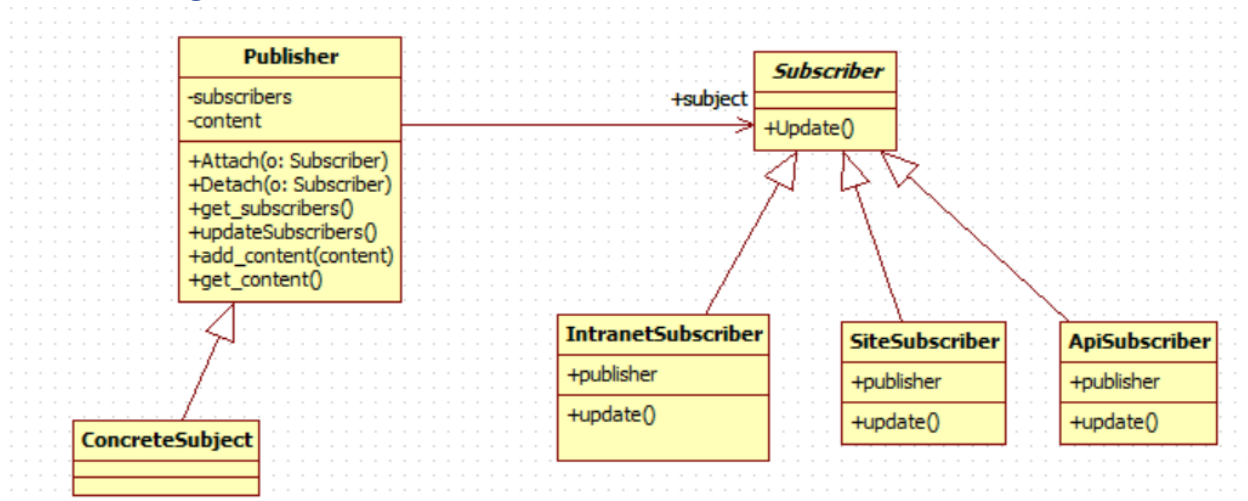 Publisher
-subscribers
-content
+Attach(o: Subscriber)
+Detach(o: Subscriber)
+get_subscribers()
+updateSubscribers()
+add_content(content)
+get_content()
ConcreteSubject
+subject
Subscriber
+Update()
IntranetSubscriber
+publisher
+update()
SiteSubscriber
+publisher
+update()
ApiSubscriber
+publisher
+update()